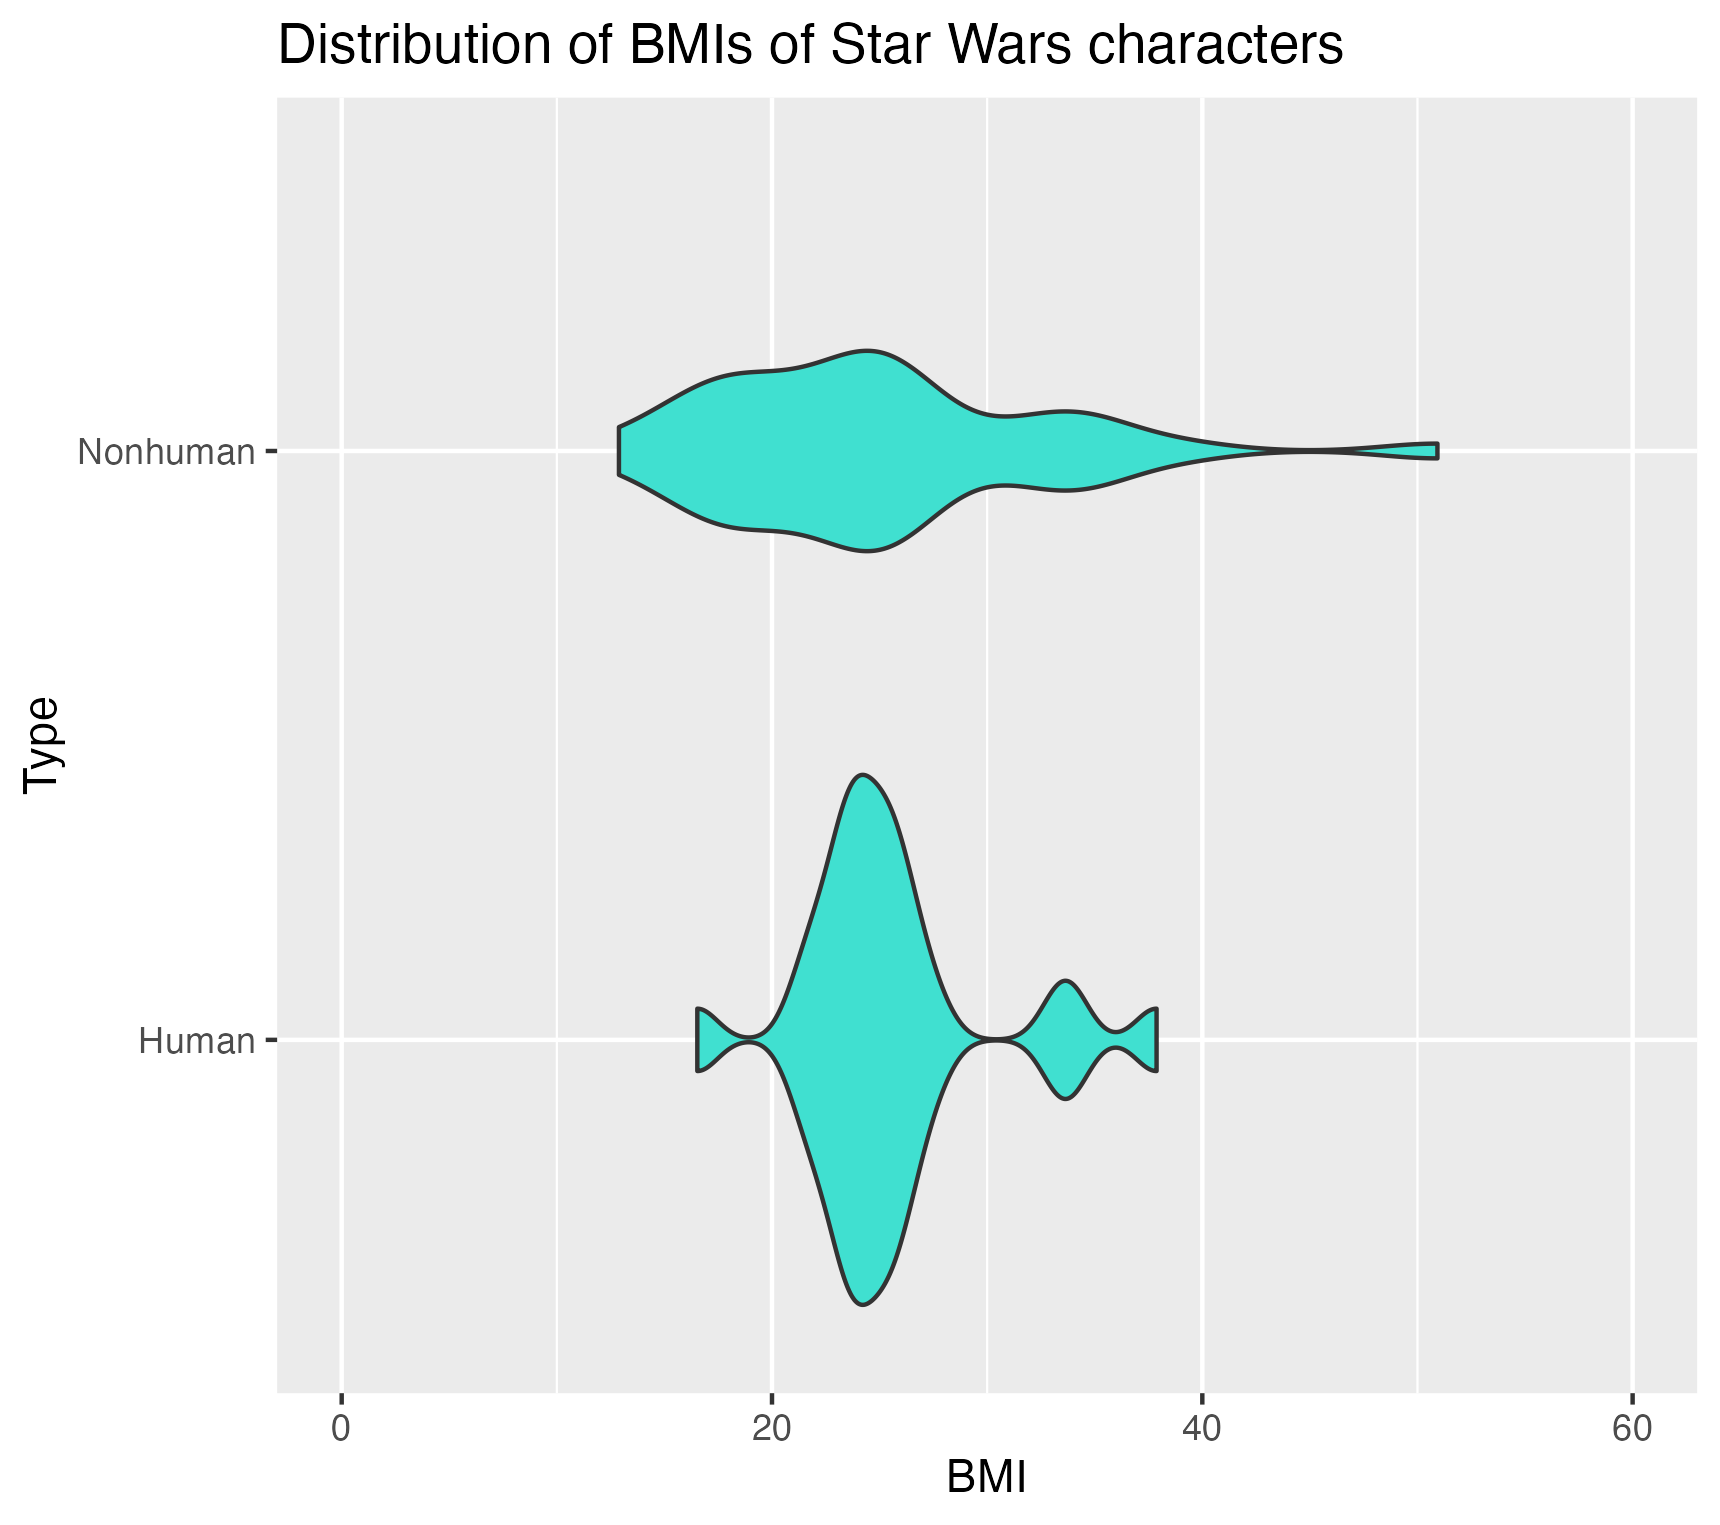 Distribution of BMIs of Star Wars characters
Nonhuman
Type
Human
0 20 40 60
BMI